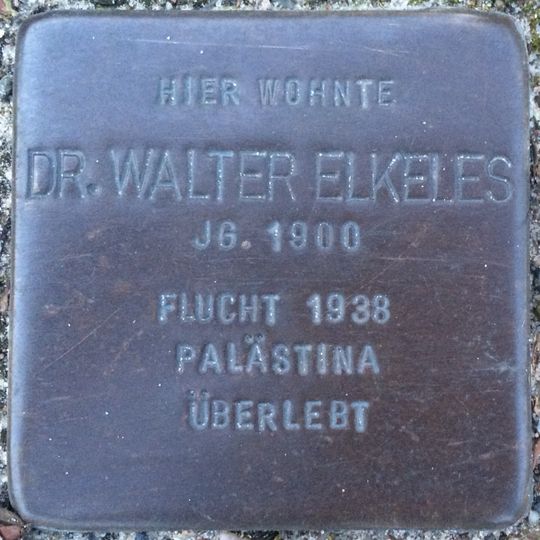 HIER WOHNTE
DR. WALTER ELKELES
JG. 1900
FLUCHT 1938
PALÄSTINA
ÜBERLEBT